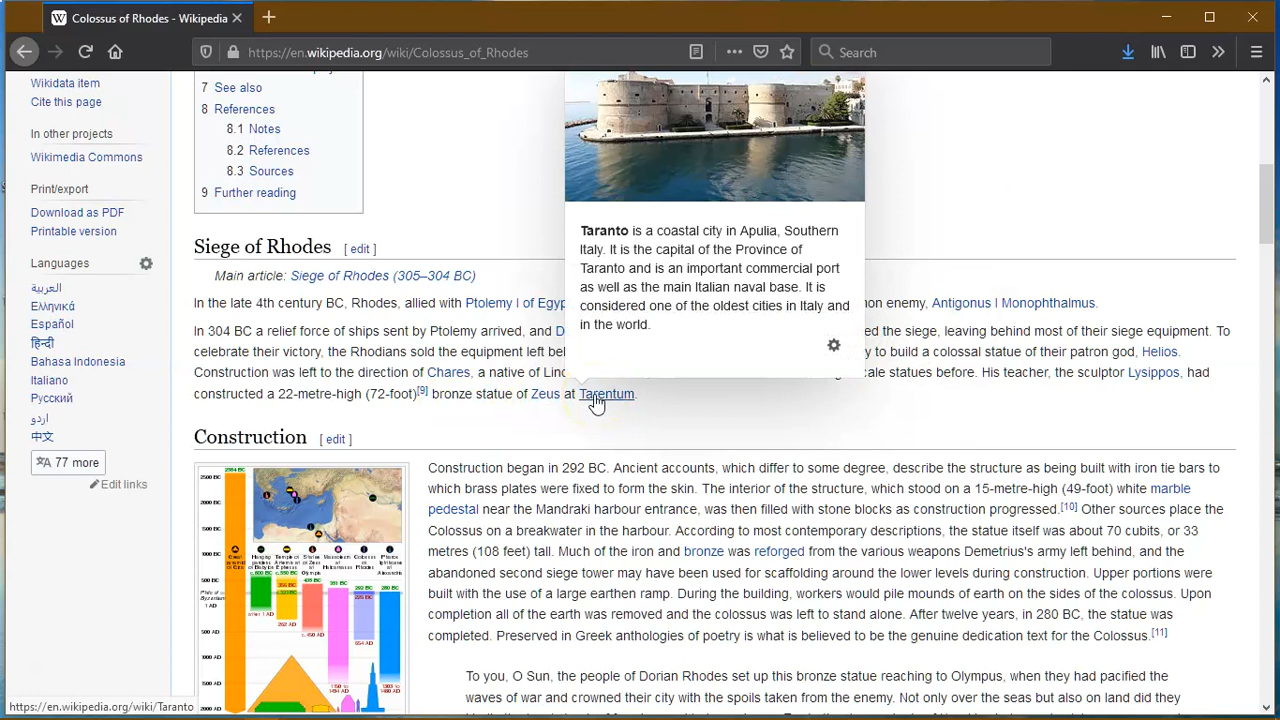 Colossus of Rhodes - Wikipedia
https://en.wikipedia.org/wiki/Colossus_of_Rhodes
Search
Wikidata item
Cite this page
In other projects
Wikimedia Commons
Print/export
Download as PDF
Printable version
Languages
العربية
Ελληνικά
Español
हिन्दी
Bahasa Indonesia
Italiano
Русский
اردو
中文
77 more
Edit links
7 See also
8 References
8.1 Notes
8.2 References
8.3 Sources
9 Further reading
Taranto is a coastal city in Apulia, Southern
Italy. It is the capital of the Province of
Taranto and is an important commercial port
as well as the main Italian naval base. It is
considered one of the oldest cities in Italy and
in the world.
Siege of Rhodes [ edit ]
Main article: Siege of Rhodes (305–304 BC)
In the late 4th century BC, Rhodes, allied with Ptolemy I of Egyp on enemy, Antigonus I Monophthalmus.
In 304 BC a relief force of ships sent by Ptolemy arrived, and D ed the siege, leaving behind most of their siege equipment. To
celebrate their victory, the Rhodians sold the equipment left beh y to build a colossal statue of their patron god, Helios.
Construction was left to the direction of Chares, a native of Lind cale statues before. His teacher, the sculptor Lysippos, had
constructed a 22-metre-high (72-foot)[9] bronze statue of Zeus at Tarentum.
Construction [ edit ]
Construction began in 292 BC. Ancient accounts, which differ to some degree, describe the structure as being built with iron tie bars to
which brass plates were fixed to form the skin. The interior of the structure, which stood on a 15-metre-high (49-foot) white marble
pedestal near the Mandraki harbour entrance, was then filled with stone blocks as construction progressed.[10] Other sources place the
Colossus on a breakwater in the harbour. According to most contemporary descriptions, the statue itself was about 70 cubits, or 33
metres (108 feet) tall. Much of the iron and bronze was reforged from the various weapons Demetrius's army left behind, and the
abandoned second siege tower may have been used for scaffolding around the lower levels during construction. Upper portions were
built with the use of a large earthen ramp. During the building, workers would pile mounds of earth on the sides of the colossus. Upon
completion all of the earth was removed and the colossus was left to stand alone. After twelve years, in 280 BC, the statue was
completed. Preserved in Greek anthologies of poetry is what is believed to be the genuine dedication text for the Colossus.[11]
To you, O Sun, the people of Dorian Rhodes set up this bronze statue reaching to Olympus, when they had pacified the
waves of war and crowned their city with the spoils taken from the enemy. Not only over the seas but also on land did they
https://en.wikipedia.org/wiki/Taranto